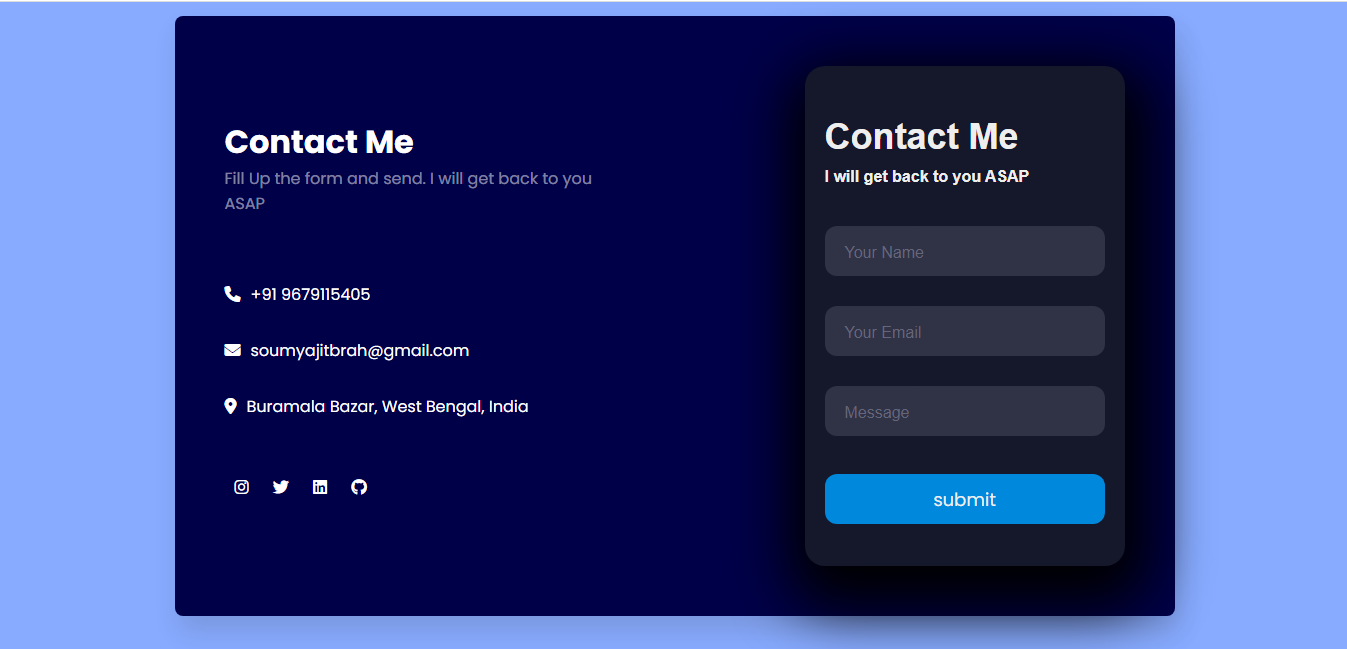 Contact Me
Fill Up the form and send. I will get back to you
ASAP
+91 9679115405
soumyajitbrah@gmail.com
Buramala Bazar, West Bengal, India
Contact Me
I will get back to you ASAP
Your Name
Your Email
Message
submit